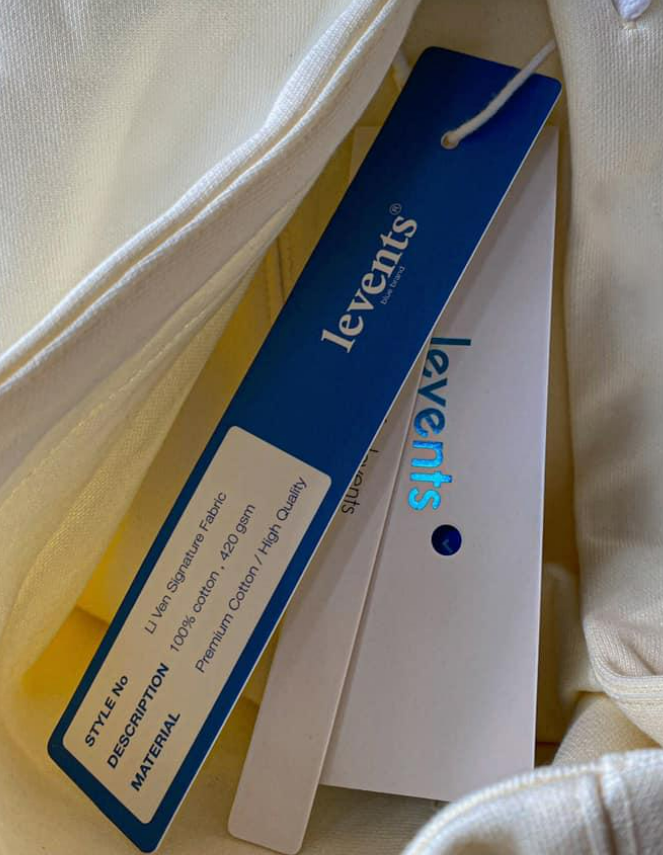 levents®
blue brand
STYLE No Li Ven Signature Fabric
DESCRIPTION 100% cotton , 420 gsm
MATERIAL Premium Cotton / High Quality
levents
levents